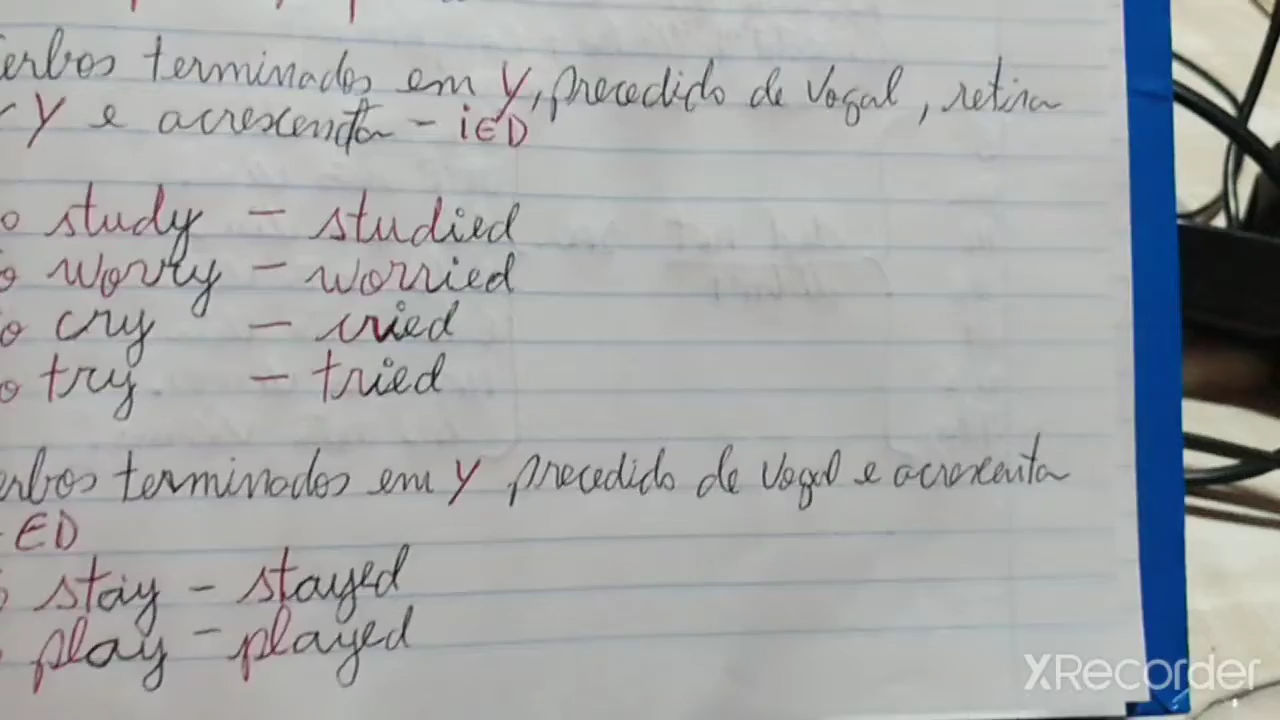 erbos terminados em Y, precedido de vogal, retira
Y e acrescenta - iED
o study - studied
o worry - worried
o cry - cried
o try - tried
erbos terminados em Y precedido de vogal e acrescenta
- ED
o stay - stayed
play - played
XRecorder